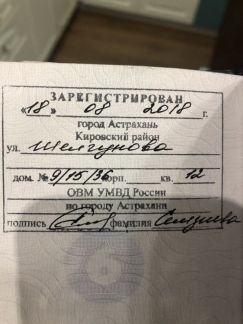 ЗАРЕГИСТРИРОВАН
«18» 08 2018 г.
город Астрахань
Кировский район
ул. Шелгунова
дом. № 9/15/36 корп. кв. 12
ОВМ УМВД России
по городу Астрахани
подпись фамилия